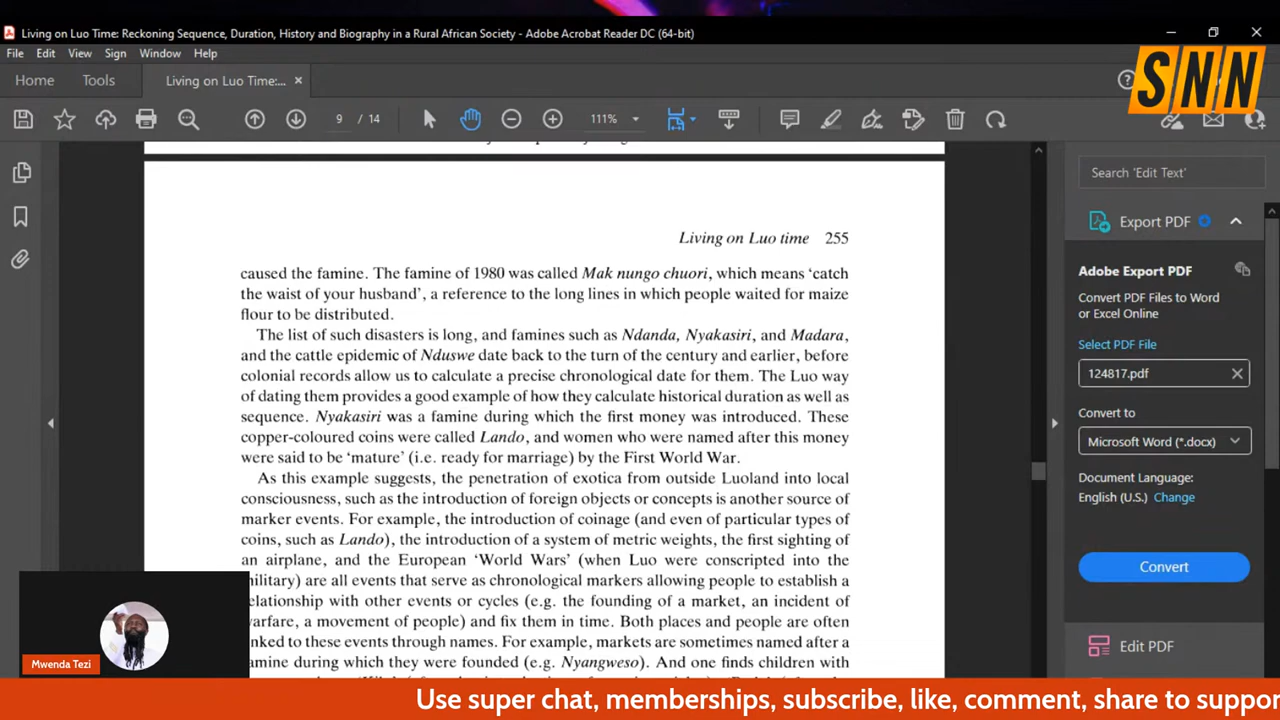 Living on Luo Time: Reckoning Sequence, Duration, History and Biography in a Rural African Society - Adobe Acrobat Reader DC (64-bit)
File Edit View Sign Window Help
SNN
Home Tools Living on Luo Time:...
9 / 14 111%
Search 'Edit Text'
Export PDF
Living on Luo time 255
caused the famine. The famine of 1980 was called Mak nungo chuori, which means ‘catch
the waist of your husband’, a reference to the long lines in which people waited for maize
flour to be distributed.
The list of such disasters is long, and famines such as Ndanda, Nyakasiri, and Madara,
and the cattle epidemic of Nduswe date back to the turn of the century and earlier, before
colonial records allow us to calculate a precise chronological date for them. The Luo way
of dating them provides a good example of how they calculate historical duration as well as
sequence. Nyakasiri was a famine during which the first money was introduced. These
copper-coloured coins were called Lando, and women who were named after this money
were said to be ‘mature’ (i.e. ready for marriage) by the First World War.
As this example suggests, the penetration of exotica from outside Luoland into local
consciousness, such as the introduction of foreign objects or concepts is another source of
marker events. For example, the introduction of coinage (and even of particular types of
coins, such as Lando), the introduction of a system of metric weights, the first sighting of
an airplane, and the European ‘World Wars’ (when Luo were conscripted into the
military) are all events that serve as chronological markers allowing people to establish a
relationship with other events or cycles (e.g. the founding of a market, an incident of
warfare, a movement of people) and fix them in time. Both places and people are often
linked to these events through names. For example, markets are sometimes named after a
famine during which they were founded (e.g. Nyangweso). And one finds children with
Adobe Export PDF
Convert PDF Files to Word
or Excel Online
Select PDF File
124817.pdf
Convert to
Microsoft Word (*.docx)
Document Language:
English (U.S.) Change
Convert
Edit PDF
Mwenda Tezi
Use super chat, memberships, subscribe, like, comment, share to suppor